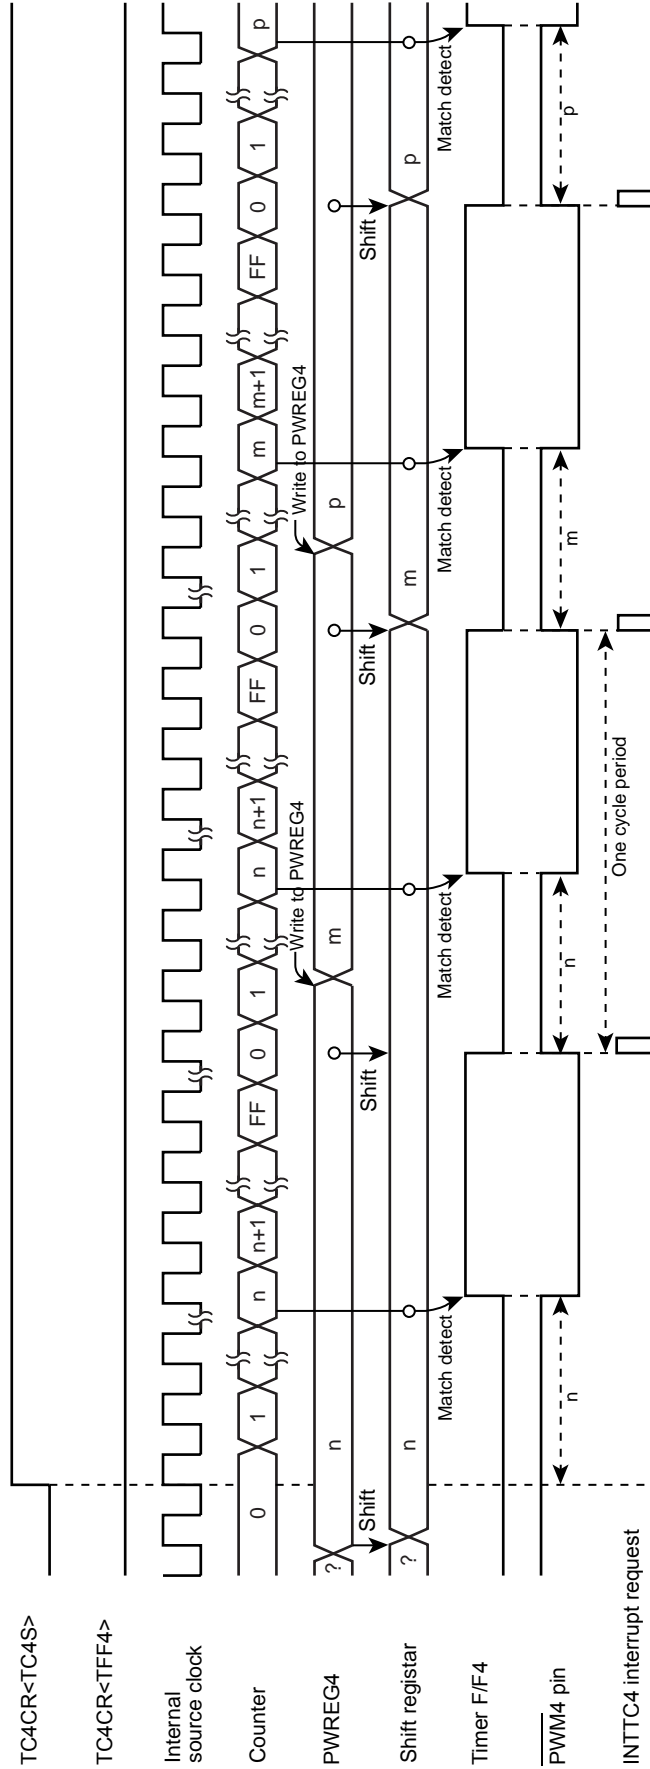 TC4CR<TC4S>
TC4CR<TFF4>
Internal
source clock
Counter
0 1 n n+1 FF 0 1 n n+1 FF 0 1 m m+1 FF 0 1 p
Write to PWREG4 Write to PWREG4
PWREG4
? n m p
Shift Shift Shift Shift
Shift registar
? n m p
Match detect Match detect Match detect Match detect
Timer F/F4
PWM4 pin
n n m p
One cycle period
INTTC4 interrupt request